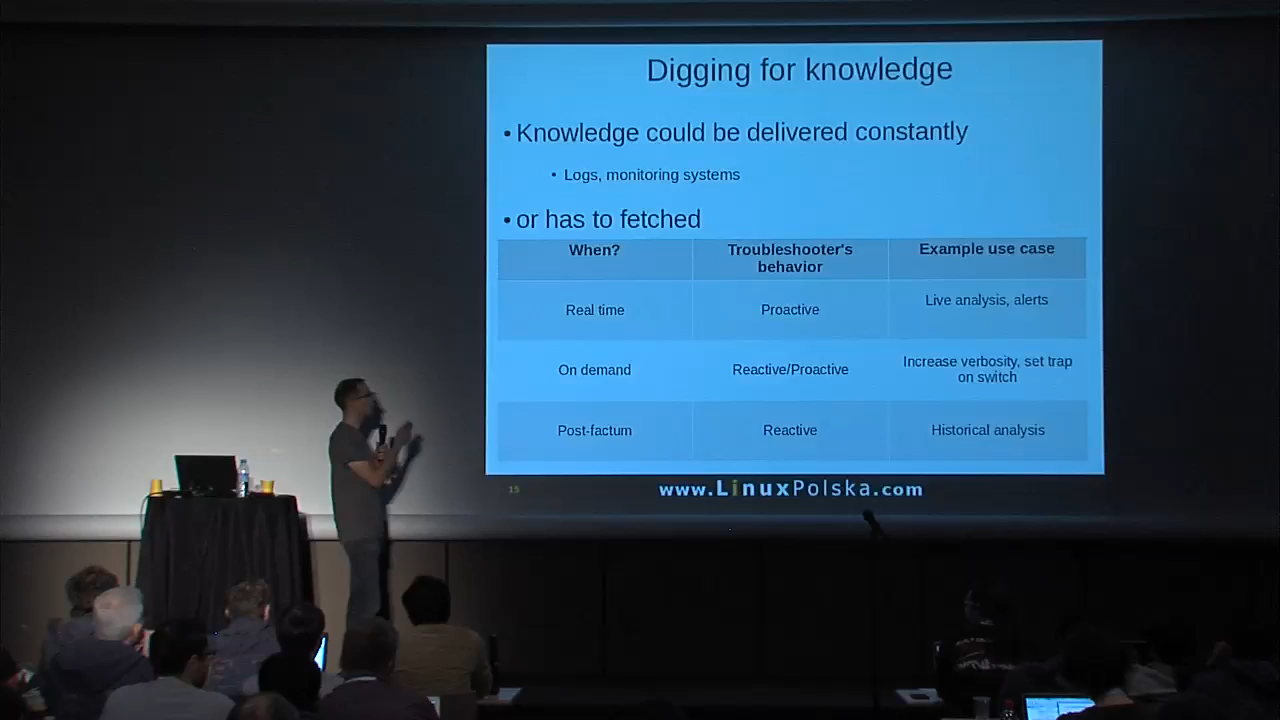 Digging for knowledge
• Knowledge could be delivered constantly
• Logs, monitoring systems
• or has to fetched
When? Troubleshooter's behavior Example use case
Real time Proactive Live analysis, alerts
On demand Reactive/Proactive Increase verbosity, set trap on switch
Post-factum Reactive Historical analysis
15 www.LinuxPolska.com